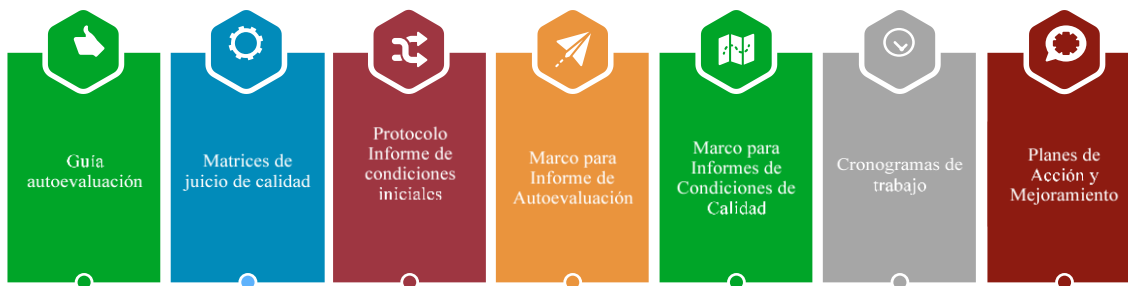 Guía
autoevaluación
Matrices de
juicio de calidad
Protocolo
Informe de
condiciones
iniciales
Marco para
Informe de
Autoevaluación
Marco para
Informes de
Condiciones de
Calidad
Cronogramas de
trabajo
Planes de
Acción y
Mejoramiento